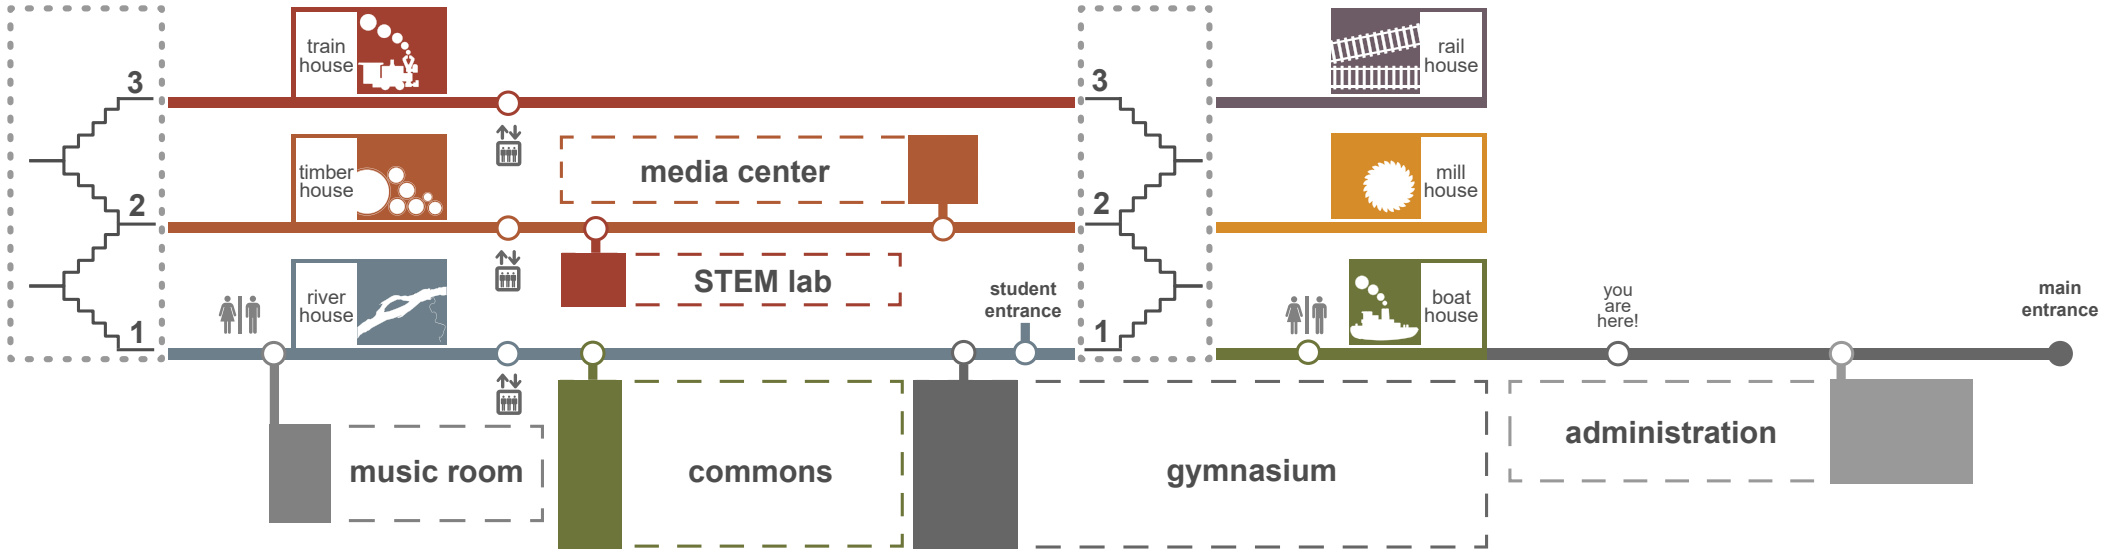 train
house
rail
house
3
3
timber
house
media center
mill
house
2
2
STEM lab
river
house
student
entrance
boat
house
you
are
here!
main
entrance
1
1
music room
commons
gymnasium
administration